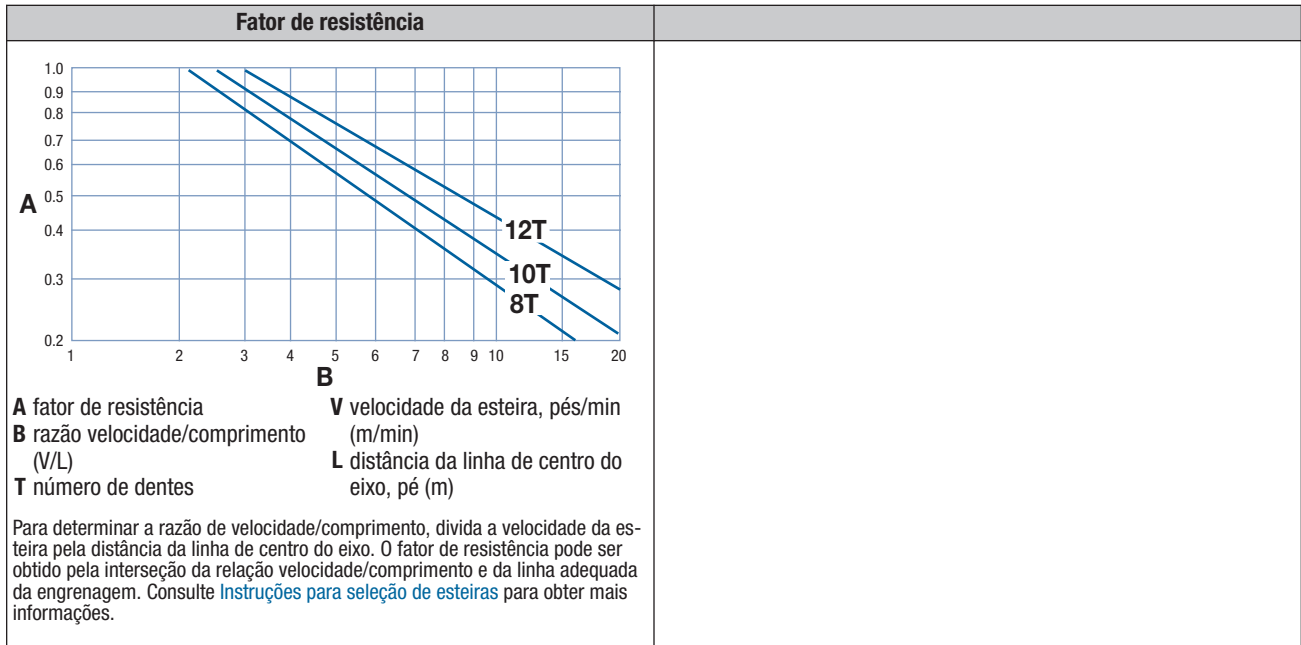 Fator de resistência
1.0
0.9
0.8
0.7
0.6
0.5
0.4
0.3
0.2
A
12T
10T
8T
1 2 3 4 5 6 7 8 9 10 15 20
B
A fator de resistência
B razão velocidade/comprimento
(V/L)
T número de dentes
V velocidade da esteira, pés/min
(m/min)
L distância da linha de centro do
eixo, pé (m)
Para determinar a razão de velocidade/comprimento, divida a velocidade da es-
teira pela distância da linha de centro do eixo. O fator de resistência pode ser
obtido pela interseção da relação velocidade/comprimento e da linha adequada
da engrenagem. Consulte Instruções para seleção de esteiras para obter mais
informações.